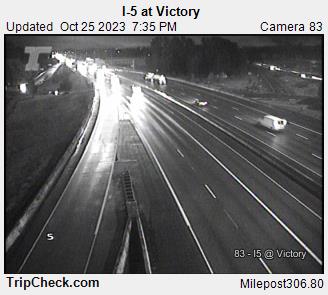 I-5 at Victory
Updated Oct 25 2023 7:35 PM Camera 83
S
83 - I5 @ Victory
TripCheck.com Milepost306.80